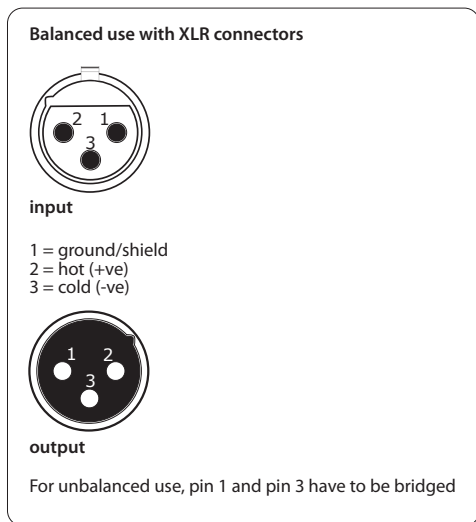 Balanced use with XLR connectors
2 1
3
input
1 = ground/shield
2 = hot (+ve)
3 = cold (-ve)
1 2
3
output
For unbalanced use, pin 1 and pin 3 have to be bridged